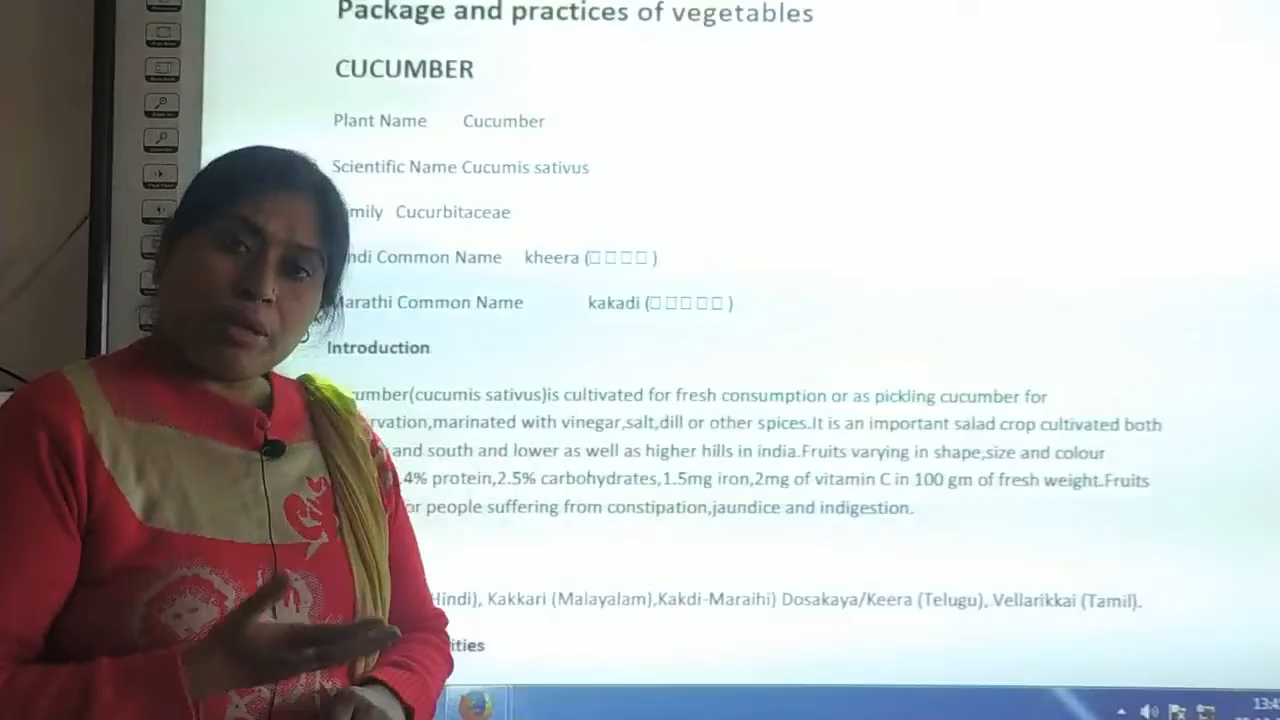 Package and practices of vegetables
CUCUMBER
Plant Name Cucumber
Scientific Name Cucumis sativus
mily Cucurbitaceae
ndi Common Name kheera (□□□□)
Marathi Common Name kakadi (□□□□□)
Introduction
umber(cucumis sativus)is cultivated for fresh consumption or as pickling cucumber for
rvation,marinated with vinegar,salt,dill or other spices.It is an important salad crop cultivated both
and south and lower as well as higher hills in india.Fruits varying in shape,size and colour
.4% protein,2.5% carbohydrates,1.5mg iron,2mg of vitamin C in 100 gm of fresh weight.Fruits
or people suffering from constipation,jaundice and indigestion.
Hindi), Kakkari (Malayalam),Kakdi-Maraihi) Dosakaya/Keera (Telugu), Vellarikkai (Tamil).
ities